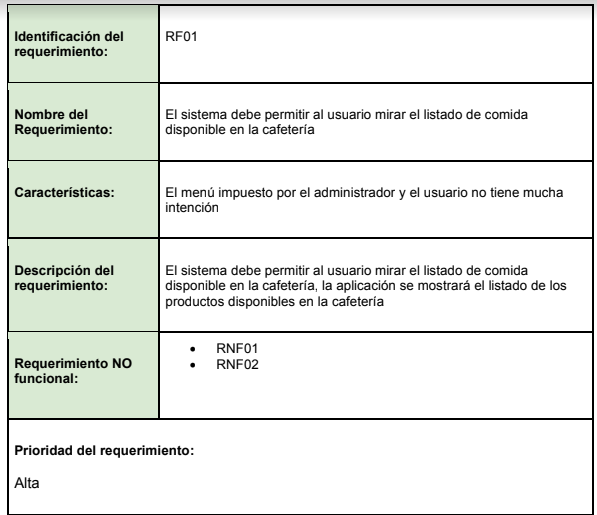 Identificación del
requerimiento:
RF01
Nombre del
Requerimiento:
El sistema debe permitir al usuario mirar el listado de comida
disponible en la cafetería
Características:
El menú impuesto por el administrador y el usuario no tiene mucha
intención
Descripción del
requerimiento:
El sistema debe permitir al usuario mirar el listado de comida
disponible en la cafetería, la aplicación se mostrará el listado de los
productos disponibles en la cafetería
Requerimiento NO
funcional:
• RNF01
• RNF02
Prioridad del requerimiento:
Alta